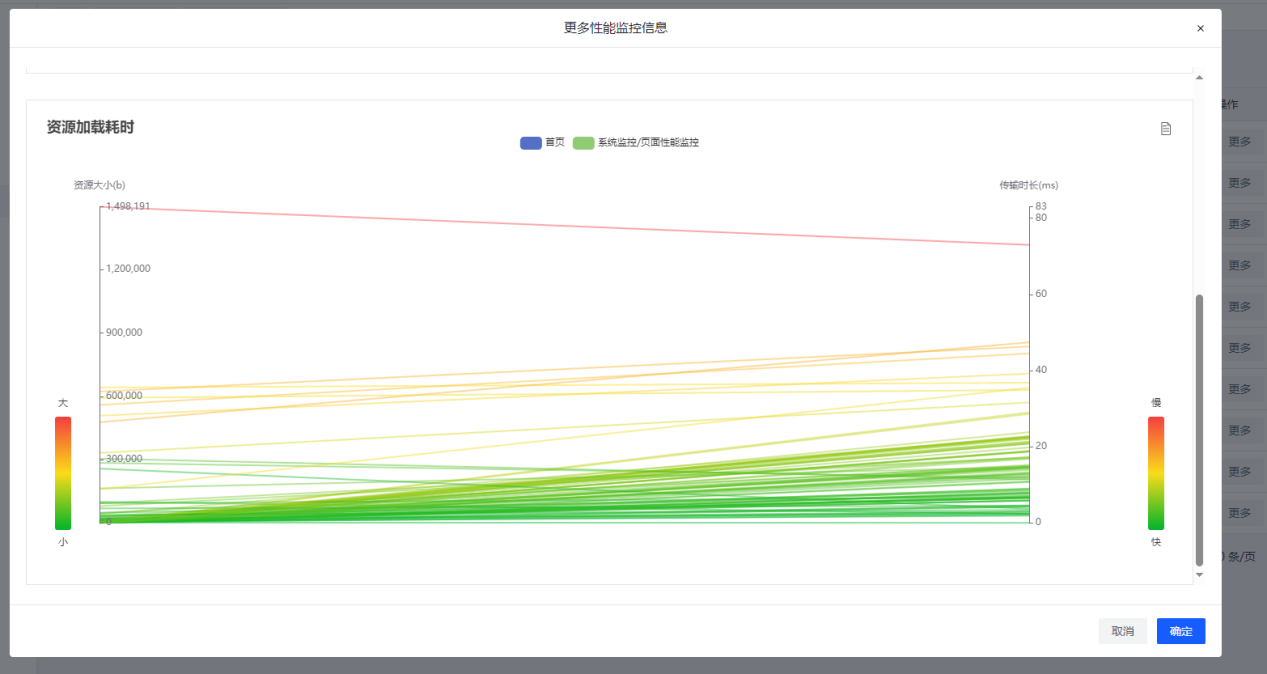 更多性能监控信息
×
资源加载耗时
首页
系统监控/页面性能监控
资源大小(b)
传输时长(ms)
1,498,191
1,200,000
900,000
600,000
300,000
0
83
80
60
40
20
0
大
小
慢
快
操作
更多
更多
更多
更多
更多
更多
更多
更多
更多
更多
条/页
取消
确定